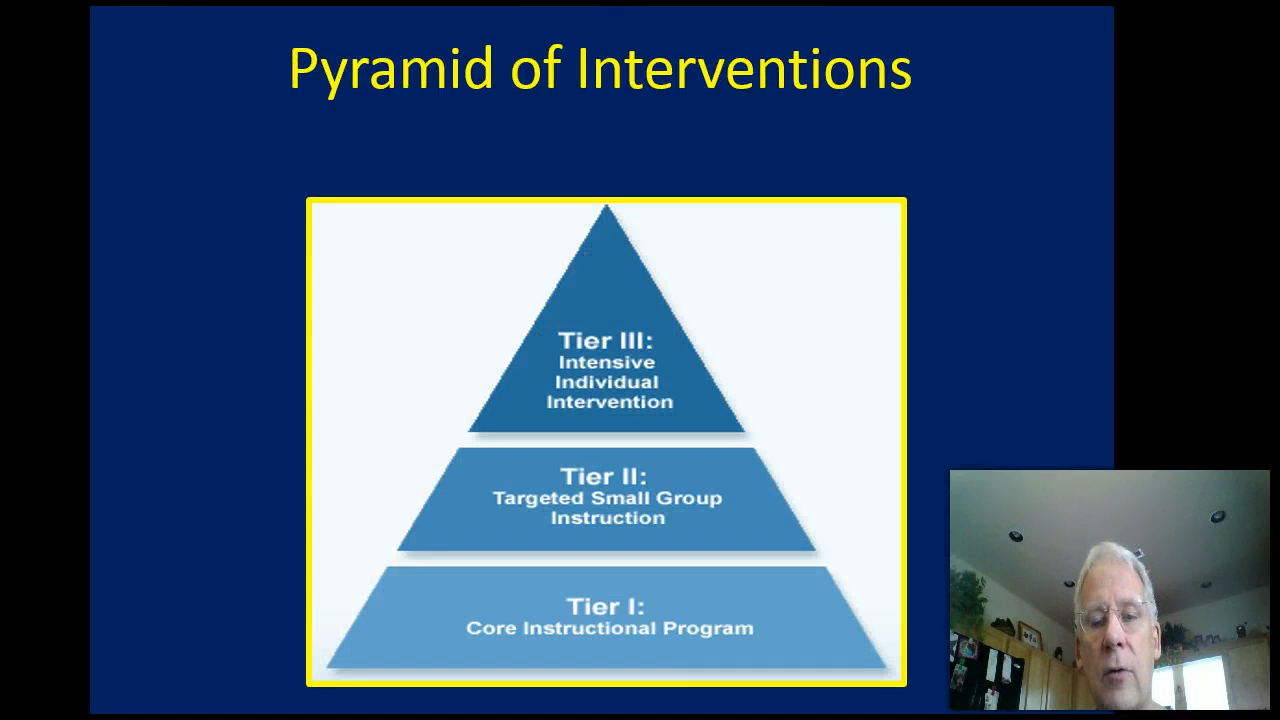 Pyramid of Interventions
Tier III:
Intensive
Individual
Intervention
Tier II:
Targeted Small Group
Instruction
Tier I:
Core Instructional Program